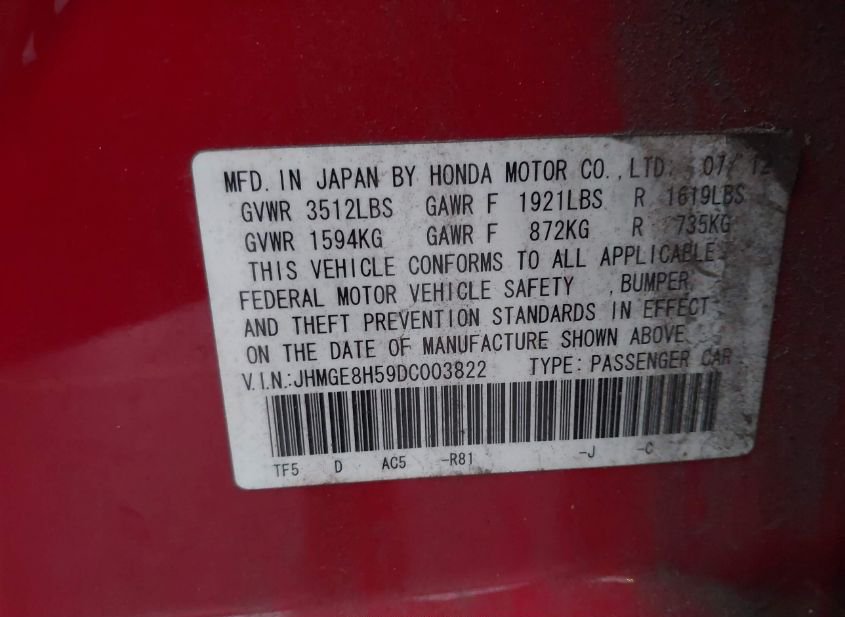 MFD. IN JAPAN BY HONDA MOTOR CO., LTD. 07/12
GVWR 3512LBS GAWR F 1921LBS R 1619LBS
GVWR 1594KG GAWR F 872KG R 735KG
THIS VEHICLE CONFORMS TO ALL APPLICABLE
FEDERAL MOTOR VEHICLE SAFETY , BUMPER,
AND THEFT PREVENTION STANDARDS IN EFFECT
ON THE DATE OF MANUFACTURE SHOWN ABOVE.
V.I.N.:JHMGE8H59DC003822 TYPE: PASSENGER CAR
TF5 D AC5 -R81 -J -C